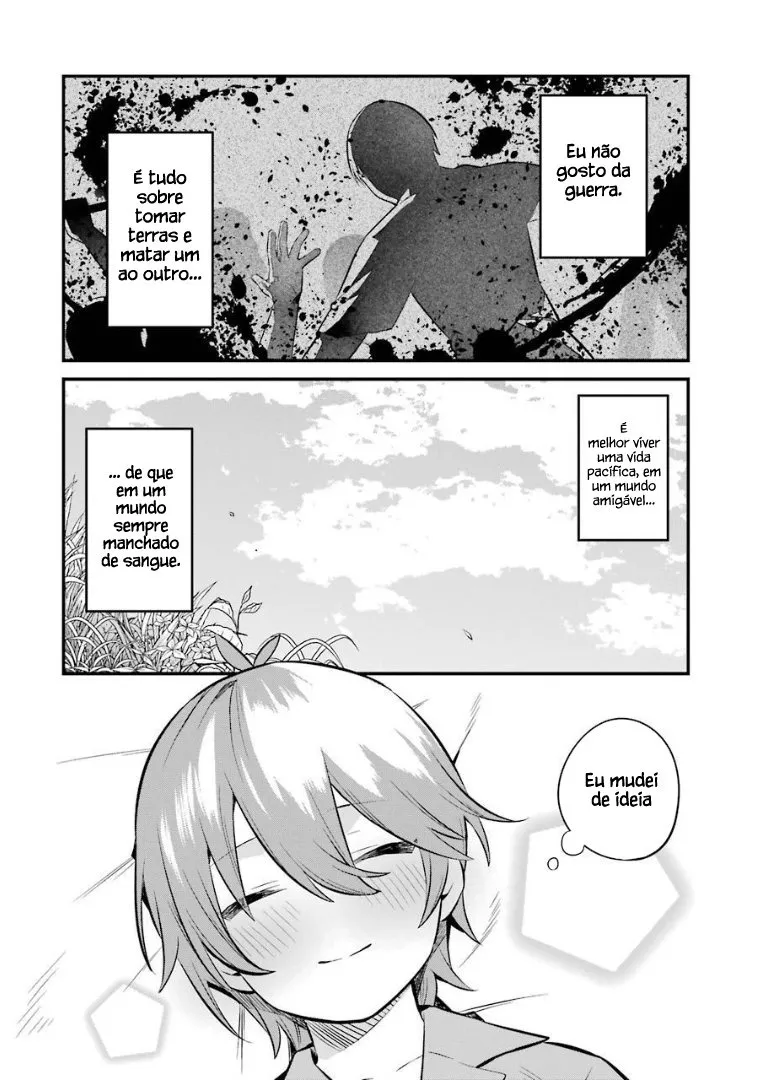 Eu não
gosto da
guerra.
É tudo
sobre
tomar
terras e
matar um
ao outro...
É
melhor viver
uma vida
pacífica, em
um mundo
amigável...
... de que
em um
mundo
sempre
manchado
de sangue.
Eu mudei
de ideia